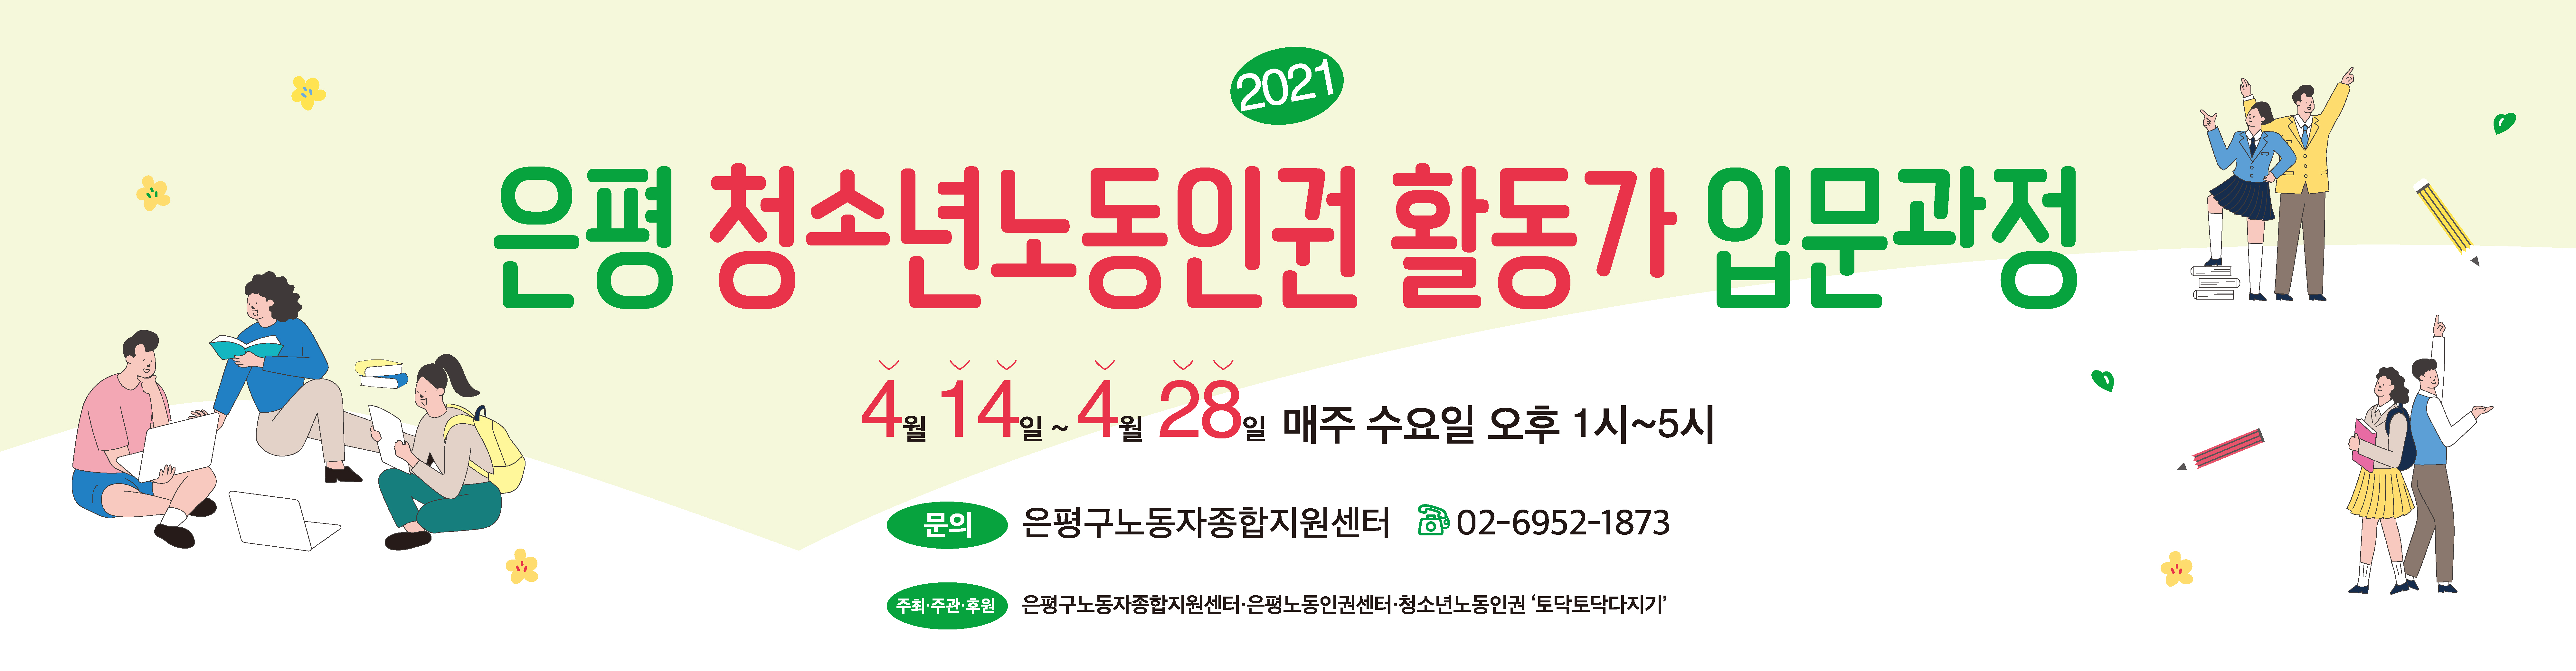 2021
은평 청소년노동인권 활동가 입문과정
4월 14일 ~ 4월 28일 매주 수요일 오후 1시~5시
문의 은평구노동자종합지원센터 02-6952-1873
주최·주관·후원 은평구노동자종합지원센터·은평노동인권센터·청소년노동인권 ‘토닥토닥다지기’